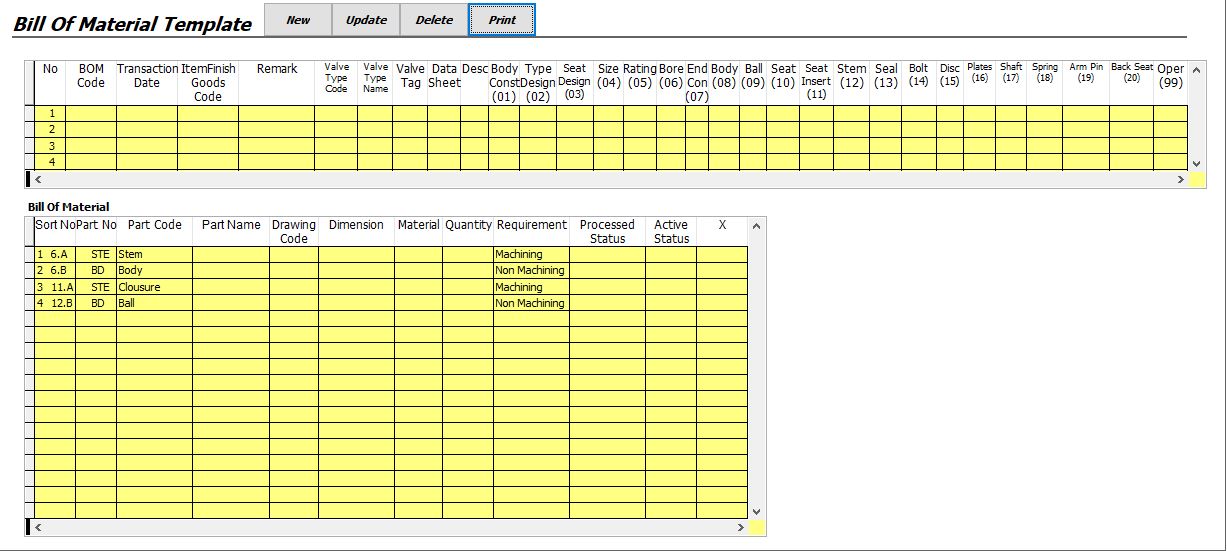 Bill Of Material Template New Update Delete Print
No BOM Code Transaction Date ItemFinish Goods Code Remark Valve Type Code Valve Type Name Valve Tag Data Sheet Desc Body Const (01) Type Design (02) Seat Design (03) Size (04) Rating (05) Bore (06) End Con (07) Body (08) Ball (09) Seat (10) Seat Insert (11) Stem (12) Seal (13) Bolt (14) Disc (15) Plates (16) Shaft (17) Spring (18) Arm Pin (19) Back Seat (20) Oper (99)
1
2
3
4
Bill Of Material
Sort No Part No Part Code Part Name Drawing Code Dimension Material Quantity Requirement Processed Status Active Status X
1 6.A STE Stem Machining
2 6.B BD Body Non Machining
3 11.A STE Clousure Machining
4 12.B BD Ball Non Machining